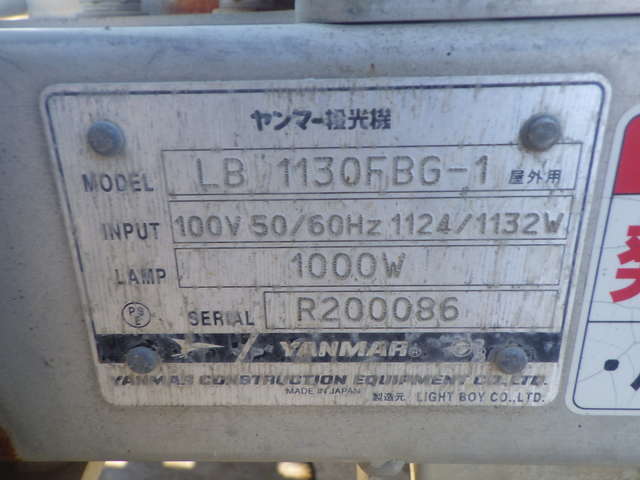 ヤンマー投光機
MODEL LB 1130FBG-1 屋外用
INPUT 100V 50/60Hz 1124/1132W
LAMP 1000W
PSE SERIAL R200086
YANMAR®
YANMAR CONSTRUCTION EQUIPMENT CO.,LTD.
MADE IN JAPAN
製造元 LIGHT BOY CO.,LTD.